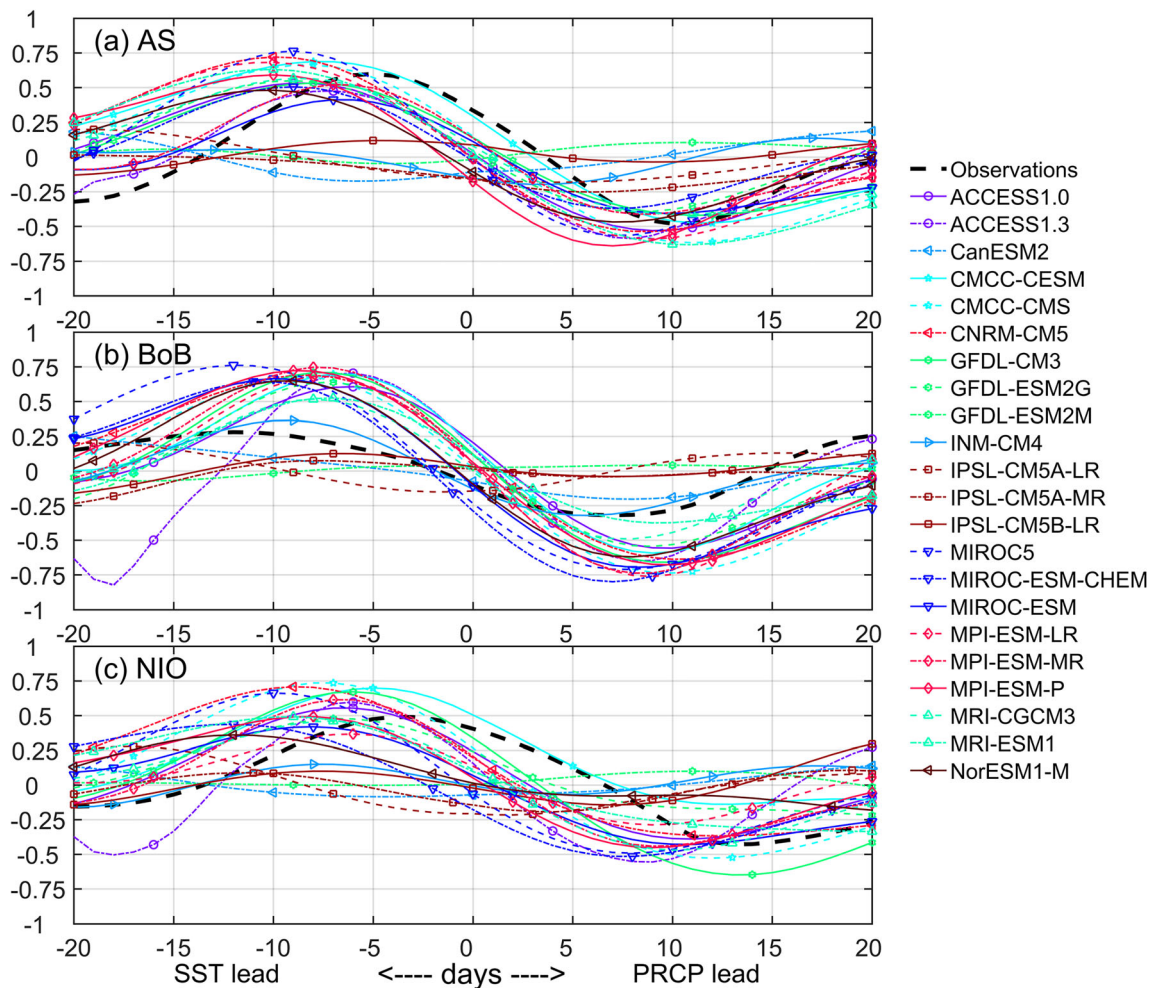 1
0.75
0.5
0.25
0
-0.25
-0.5
-0.75
-1
(a) AS
-20 -15 -10 -5 0 5 10 15 20
1
0.75
0.5
0.25
0
-0.25
-0.5
-0.75
-1
(b) BoB
-20 -15 -10 -5 0 5 10 15 20
1
0.75
0.5
0.25
0
-0.25
-0.5
-0.75
-1
(c) NIO
-20 -15 -10 -5 0 5 10 15 20
SST lead <---- days ----> PRCP lead
Observations
ACCESS1.0
ACCESS1.3
CanESM2
CMCC-CESM
CMCC-CMS
CNRM-CM5
GFDL-CM3
GFDL-ESM2G
GFDL-ESM2M
INM-CM4
IPSL-CM5A-LR
IPSL-CM5A-MR
IPSL-CM5B-LR
MIROC5
MIROC-ESM-CHEM
MIROC-ESM
MPI-ESM-LR
MPI-ESM-MR
MPI-ESM-P
MRI-CGCM3
MRI-ESM1
NorESM1-M